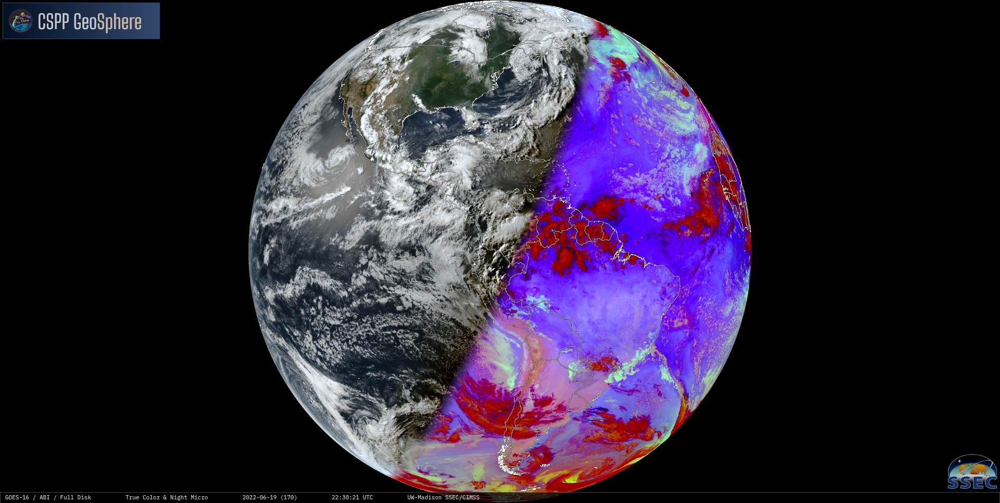 CSPP GeoSphere
CSPP
SSEC
GOES-16 / ABI / Full Disk True Color & Night Micro 2022-06-19 (170) 22:30:21 UTC UW-Madison SSEC/CIMSS